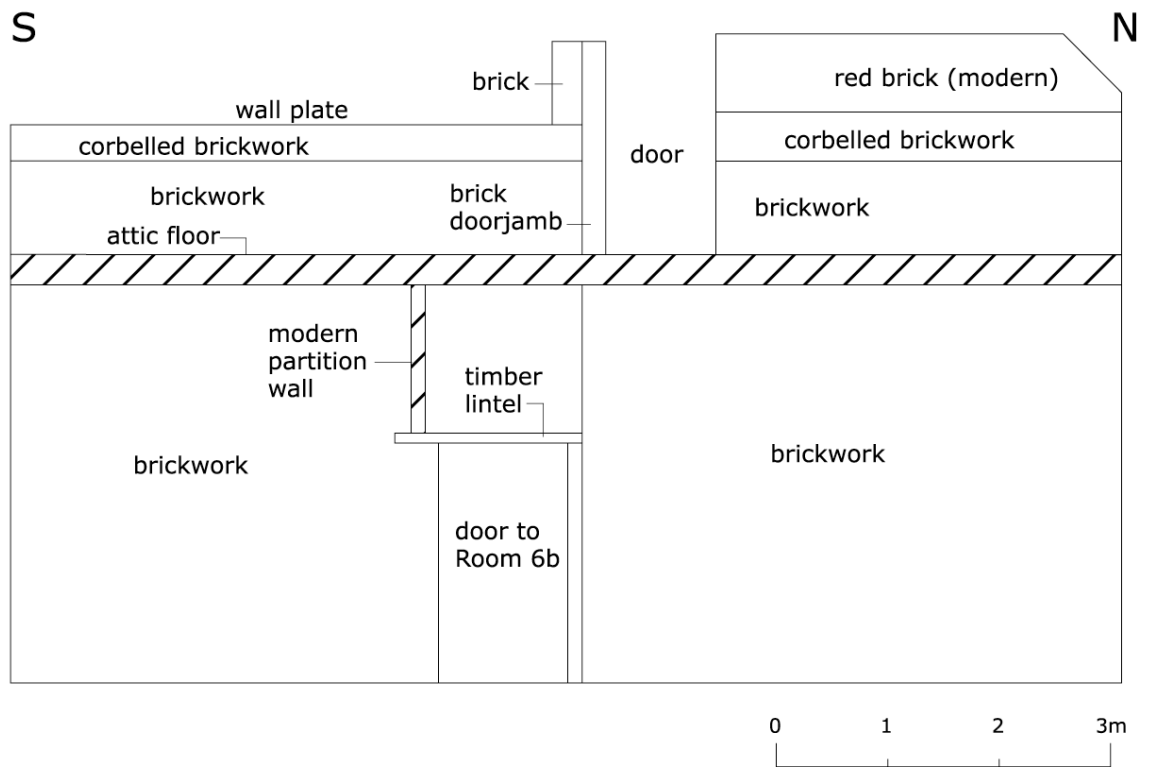 S
N
brick
red brick (modern)
wall plate
corbelled brickwork
corbelled brickwork
door
brickwork
brick
doorjamb
brickwork
attic floor
modern
partition
wall
timber
lintel
brickwork
brickwork
door to
Room 6b
0 1 2 3m